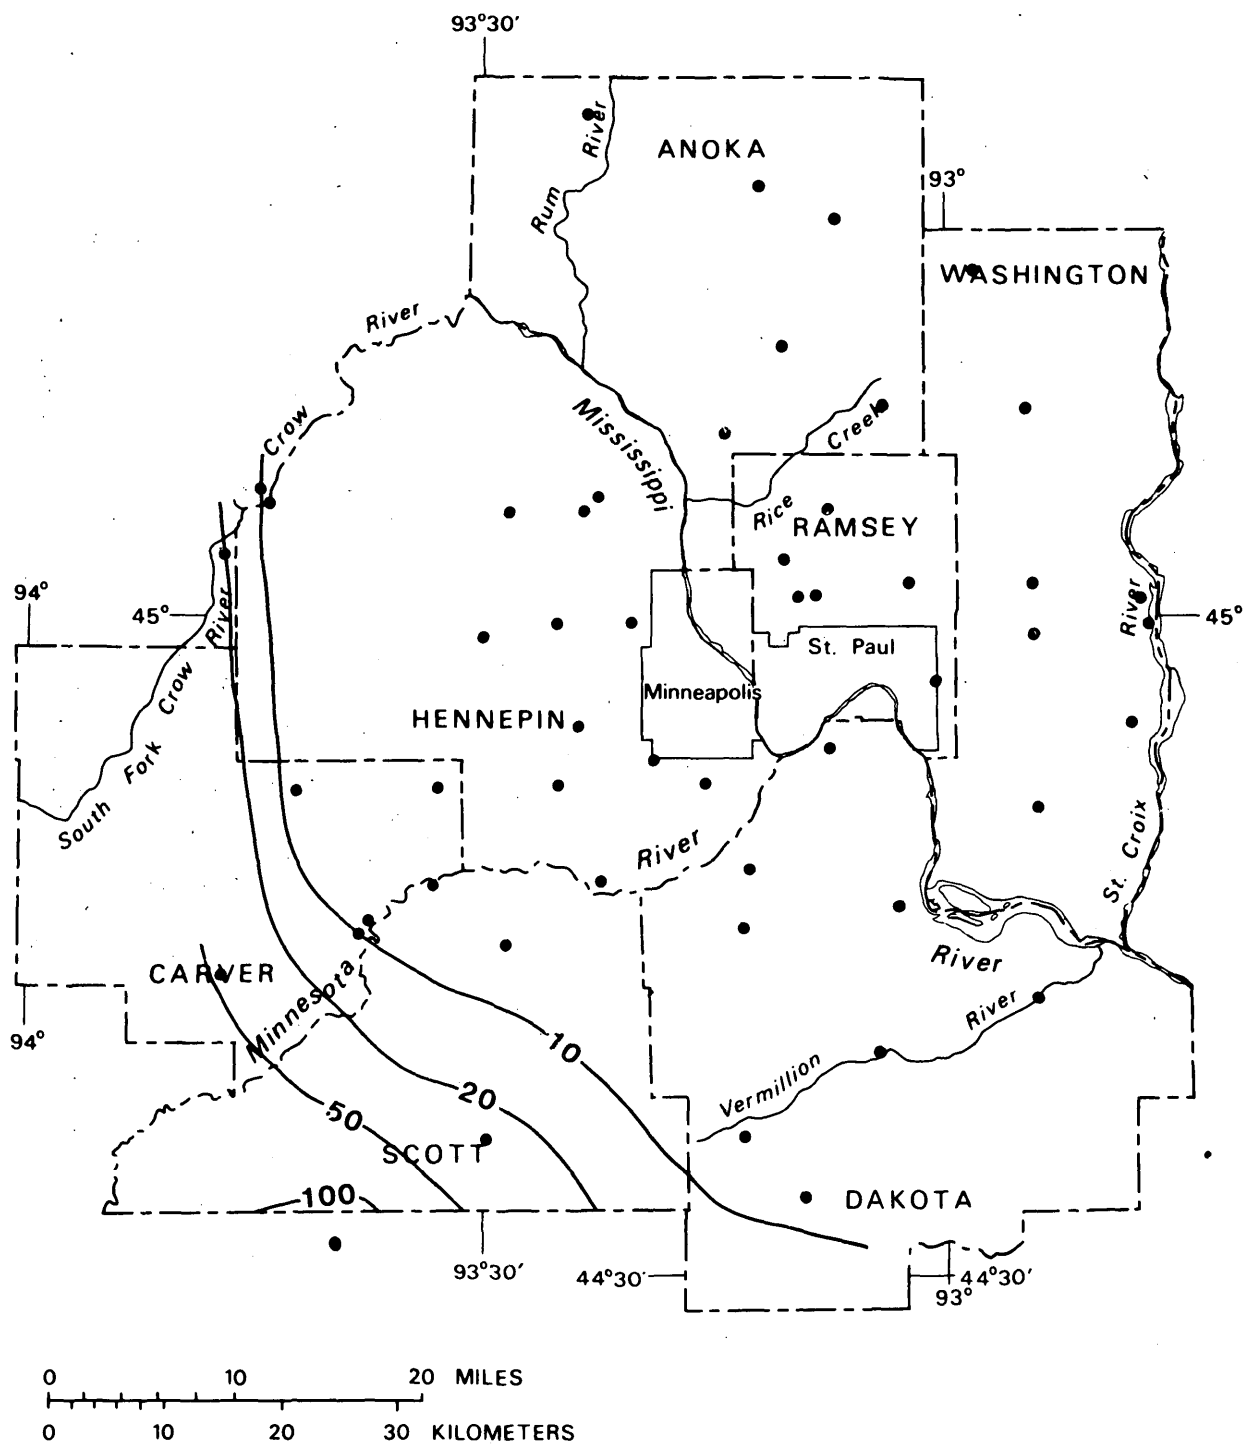 93°30'
ANOKA
Rum River
93°
WASHINGTON
River
Crow
Mississippi
Rice Creek
RAMSEY
94°
45°
River
45°
River
St. Paul
Minneapolis
South Fork Crow
HENNEPIN
St. Croix
River
CARVER
Minnesota
River
River
94°
10
Vermillion
20
50
SCOTT
100
DAKOTA
93°30'
44°30'
44°30'
93°
0 10 20 MILES
0 10 20 30 KILOMETERS